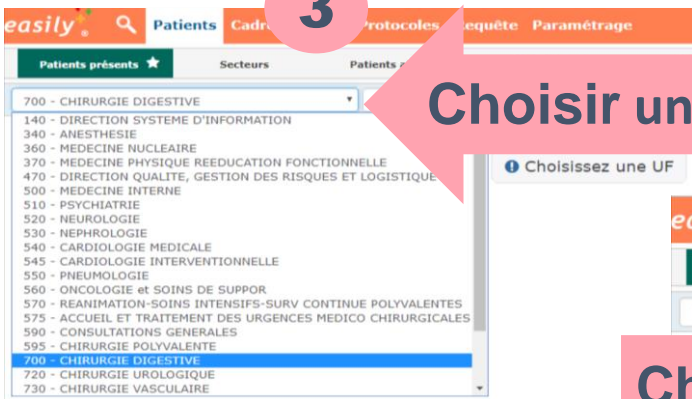 3
easily Patients Protocoles Requête Paramétrage
Patients présents Secteurs Patients
700 - CHIRURGIE DIGESTIVE
Choisir un
140 - DIRECTION SYSTEME D'INFORMATION
340 - ANESTHESIE
360 - MEDECINE NUCLEAIRE
370 - MEDECINE PHYSIQUE REEDUCATION FONCTIONNELLE
Choisissez une UF
470 - DIRECTION QUALITE, GESTION DES RISQUES ET LOGISTIQUE
500 - MEDECINE INTERNE
510 - PSYCHIATRIE
520 - NEUROLOGIE
530 - NEPHROLOGIE
540 - CARDIOLOGIE MEDICALE
545 - CARDIOLOGIE INTERVENTIONNELLE
550 - PNEUMOLOGIE
560 - ONCOLOGIE et SOINS DE SUPPOR
570 - REANIMATION-SOINS INTENSIFS-SURV CONTINUE POLYVALENTES
575 - ACCUEIL ET TRAITEMENT DES URGENCES MEDICO CHIRURGICALES
590 - CONSULTATIONS GENERALES
595 - CHIRURGIE POLYVALENTE
700 - CHIRURGIE DIGESTIVE
720 - CHIRURGIE UROLOGIQUE
730 - CHIRURGIE VASCULAIRE
Ch